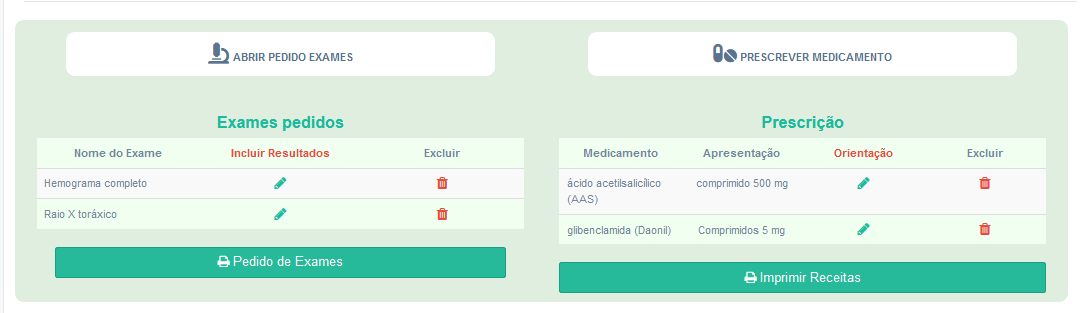 ABRIR PEDIDO EXAMES
PRESCREVER MEDICAMENTO
Exames pedidos
Nome do Exame Incluir Resultados Excluir
Hemograma completo
Raio X toráxico
Pedido de Exames
Prescrição
Medicamento Apresentação Orientação Excluir
ácido acetilsalicílico comprimido 500 mg
(AAS)
glibenclamida (Daonil) Comprimidos 5 mg
Imprimir Receitas